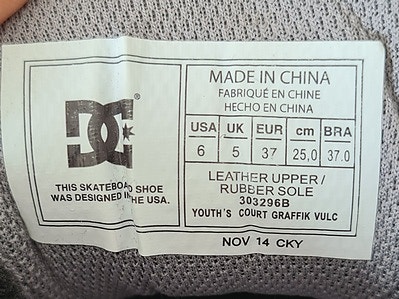 MADE IN CHINA
FABRIQUÉ EN CHINE
HECHO EN CHINA
USA UK EUR cm BRA
6 5 37 25,0 37.0
LEATHER UPPER/
RUBBER SOLE
303296B
YOUTH'S COURT GRAFFIK VULC
DC®
THIS SKATEBOARD SHOE
WAS DESIGNED IN THE USA.
NOV 14 CKY